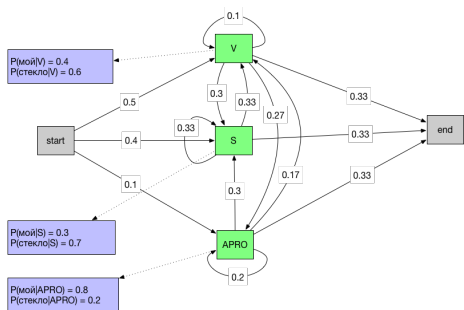 0.1
V
P(мой|V) = 0.4
P(стекло|V) = 0.6
0.3
0.33
0.33
0.5
0.27
0.33
start
0.4
S
0.33
end
0.1
0.3
0.17
0.33
P(мой|S) = 0.3
P(стекло|S) = 0.7
APRO
P(мой|APRO) = 0.8
P(стекло|APRO) = 0.2
0.2